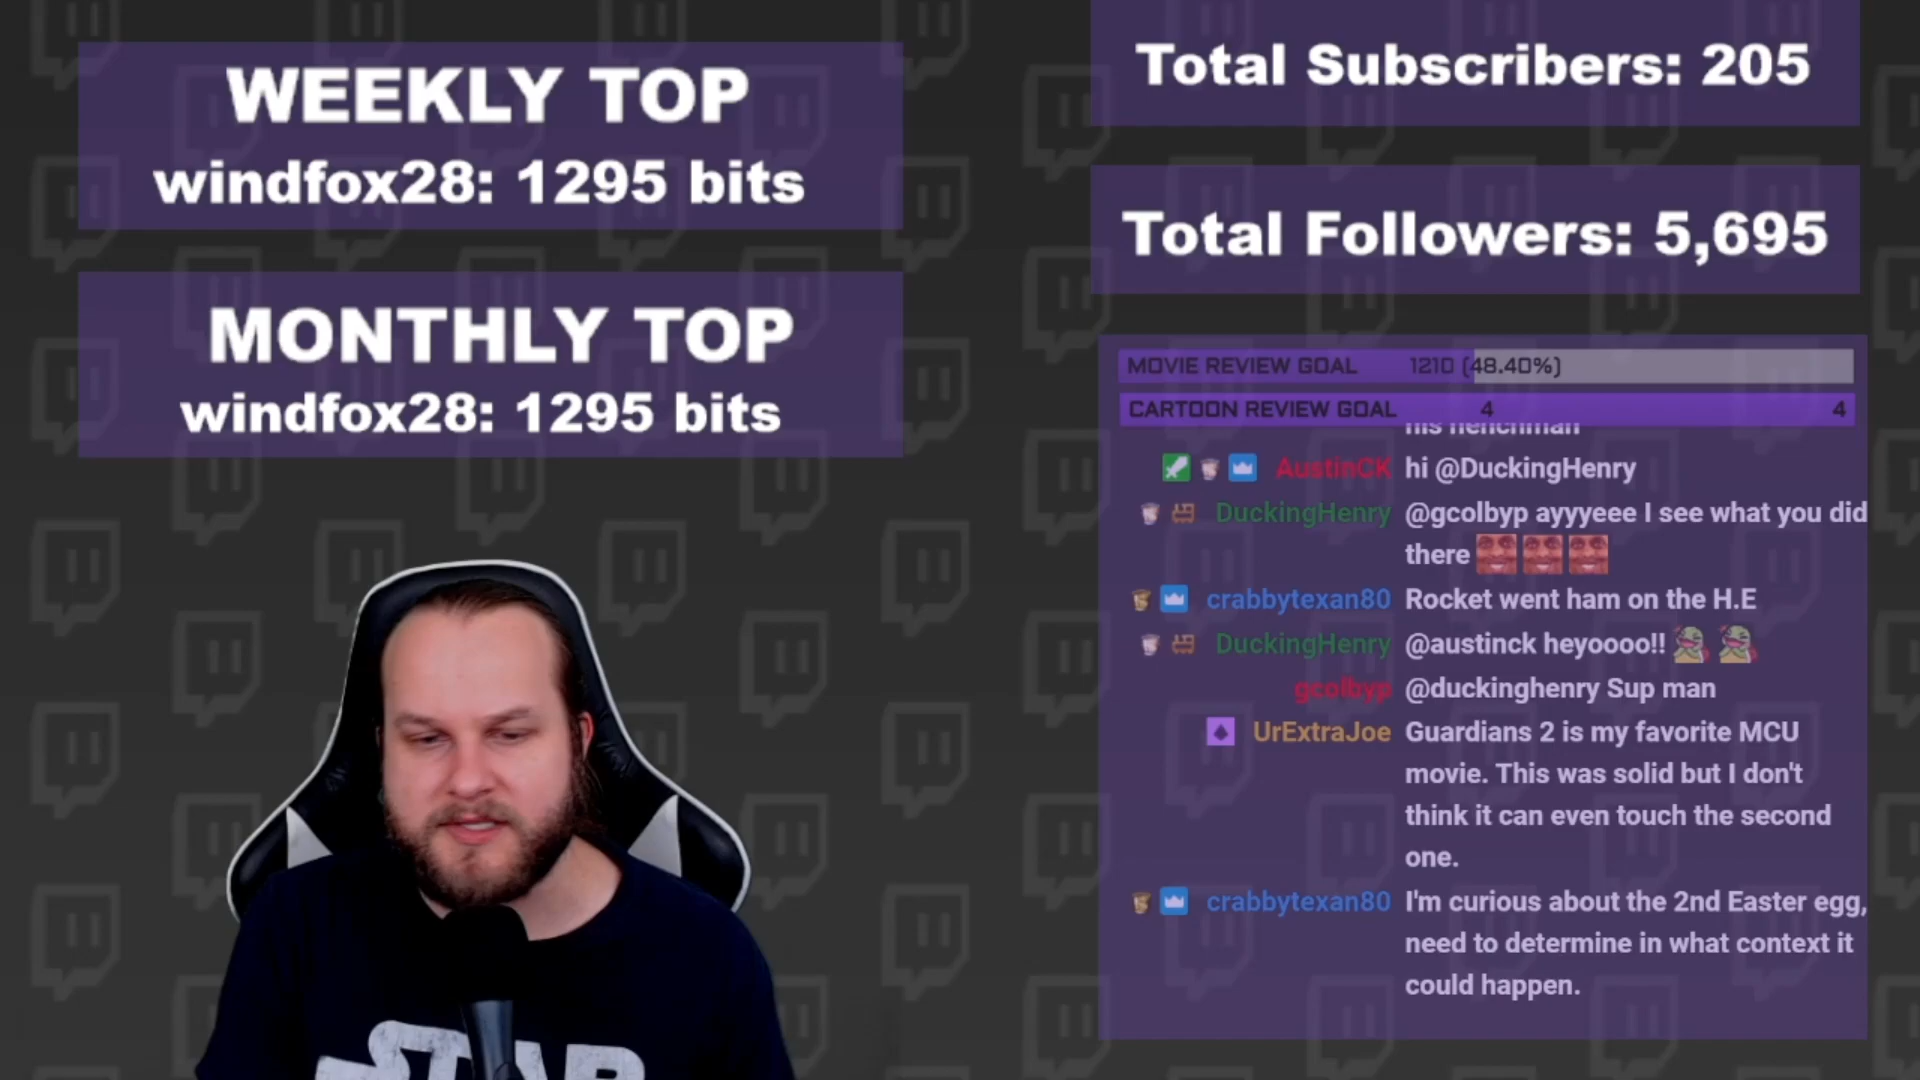 WEEKLY TOP
windfox28: 1295 bits
MONTHLY TOP
windfox28: 1295 bits
Total Subscribers: 205
Total Followers: 5,695
MOVIE REVIEW GOAL 1210 (48.40%)
CARTOON REVIEW GOAL 4 4
his henchman
AustinCK hi @DuckingHenry
DuckingHenry @gcolbyp ayyyeee I see what you did
there
crabbytexan80 Rocket went ham on the H.E
DuckingHenry @austinck heyoooo!!
gcolbyp @duckinghenry Sup man
UrExtraJoe Guardians 2 is my favorite MCU
movie. This was solid but I don't
think it can even touch the second
one.
crabbytexan80 I'm curious about the 2nd Easter egg,
need to determine in what context it
could happen.
STAR